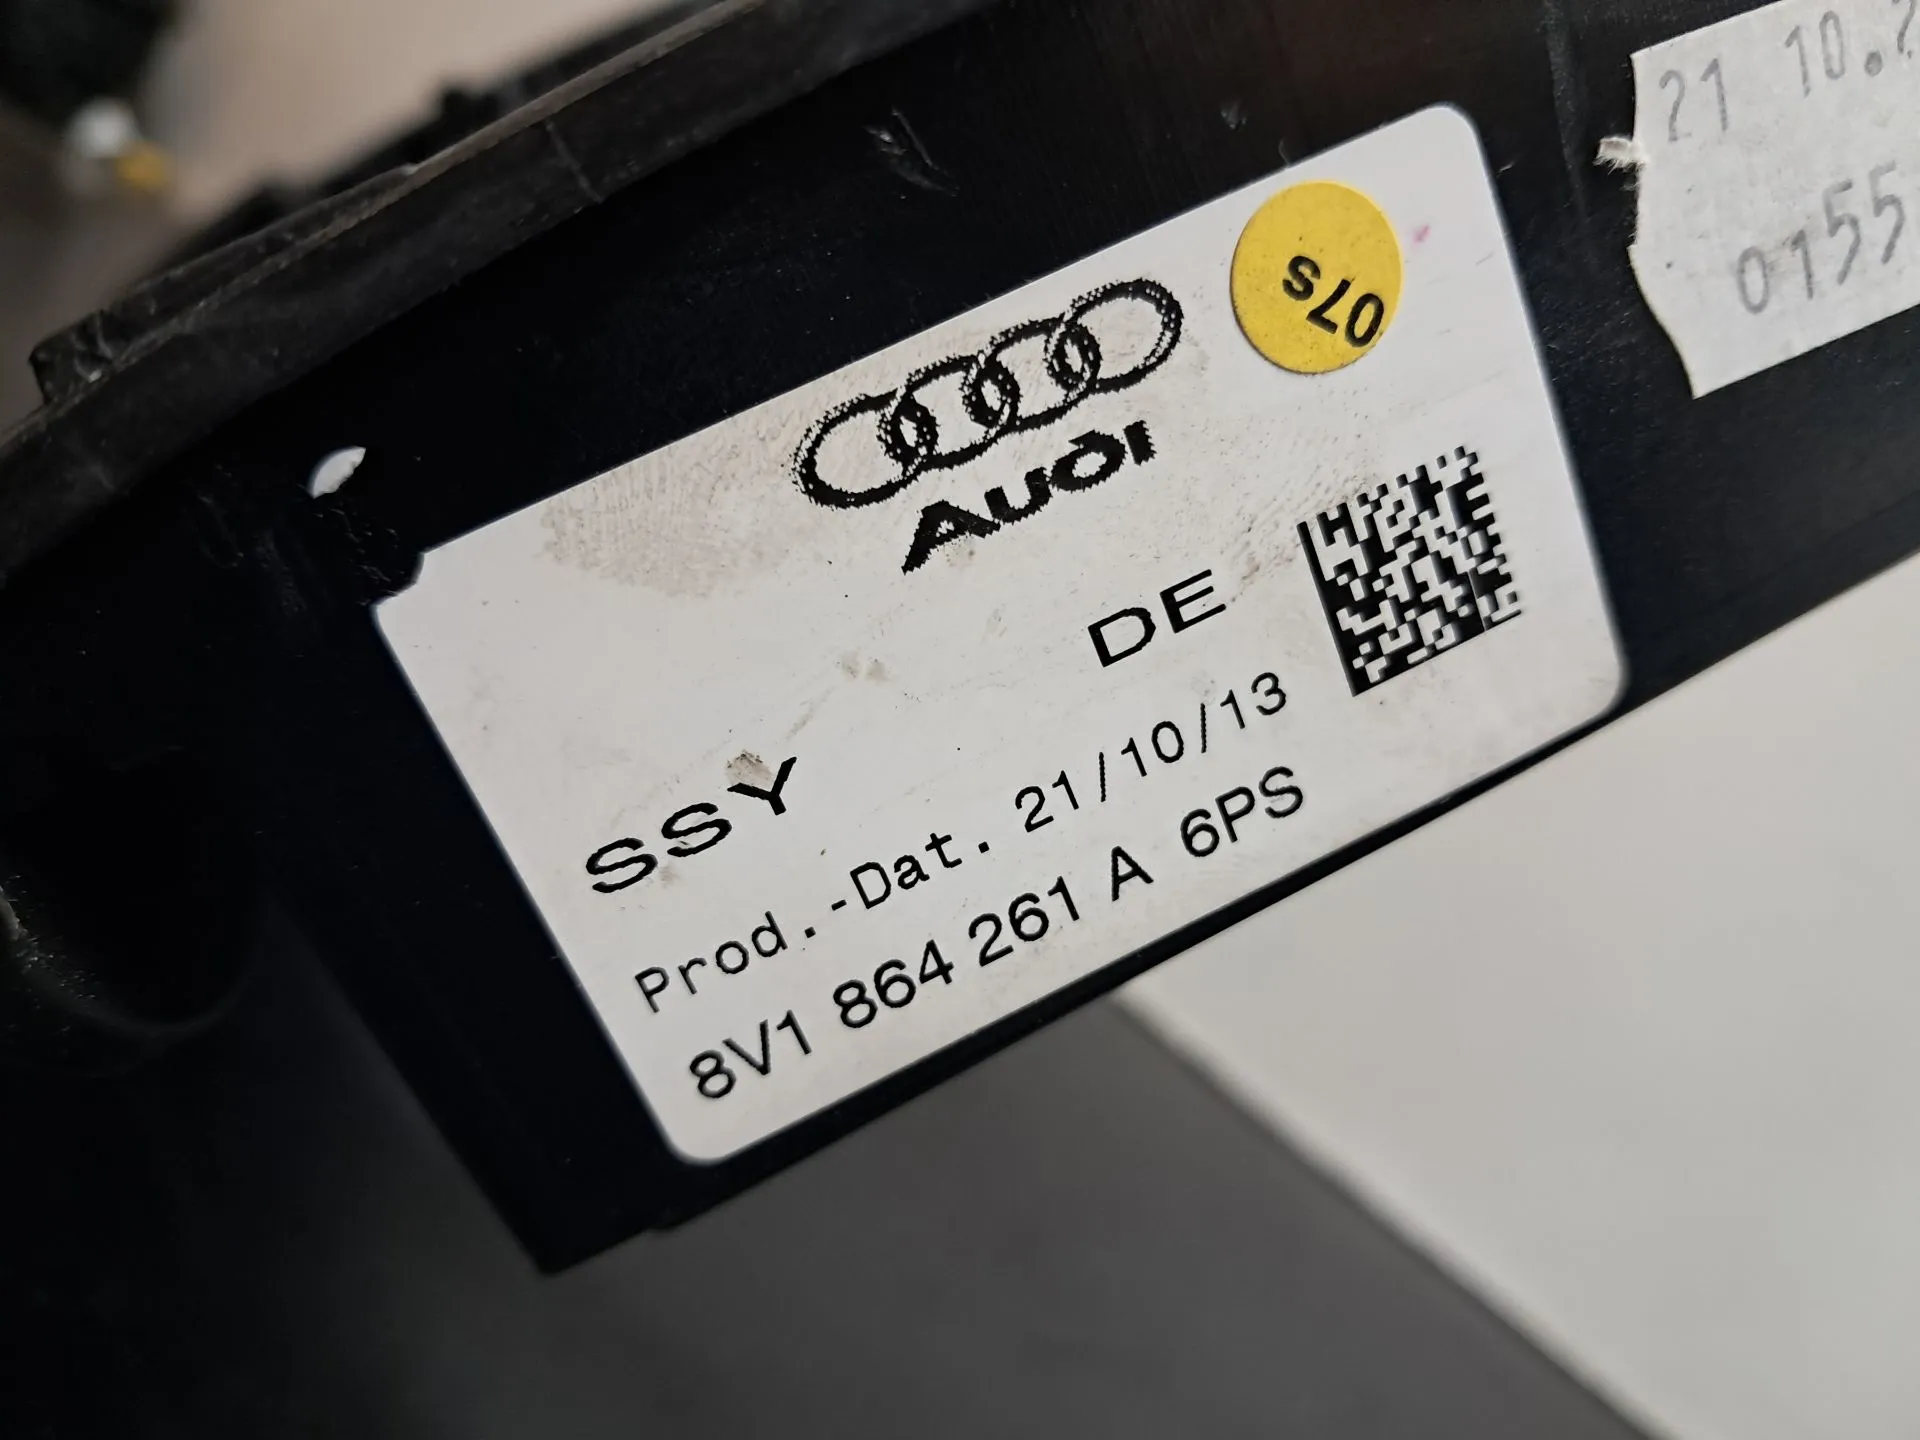 21 10.
0155
07s
Audi
DE
SSY
Prod.-Dat. 21/10/13
8V1 864 261 A 6PS